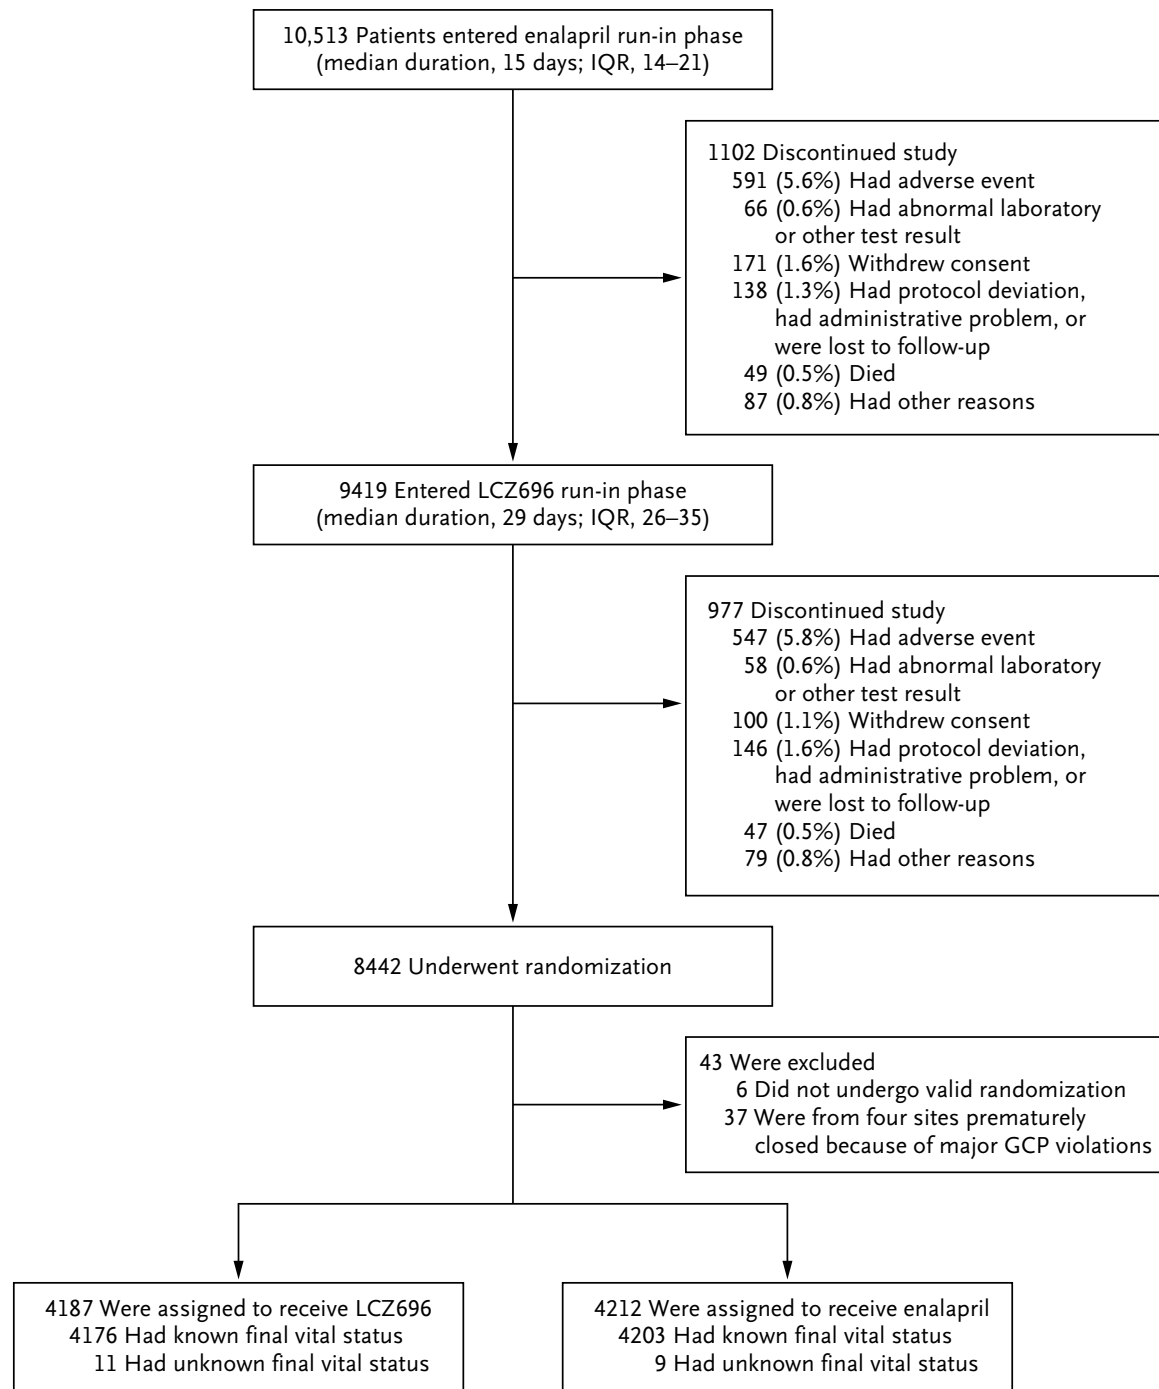 10,513 Patients entered enalapril run-in phase
(median duration, 15 days; IQR, 14–21)
1102 Discontinued study
591 (5.6%) Had adverse event
66 (0.6%) Had abnormal laboratory
or other test result
171 (1.6%) Withdrew consent
138 (1.3%) Had protocol deviation,
had administrative problem, or
were lost to follow-up
49 (0.5%) Died
87 (0.8%) Had other reasons
9419 Entered LCZ696 run-in phase
(median duration, 29 days; IQR, 26–35)
977 Discontinued study
547 (5.8%) Had adverse event
58 (0.6%) Had abnormal laboratory
or other test result
100 (1.1%) Withdrew consent
146 (1.6%) Had protocol deviation,
had administrative problem, or
were lost to follow-up
47 (0.5%) Died
79 (0.8%) Had other reasons
8442 Underwent randomization
43 Were excluded
6 Did not undergo valid randomization
37 Were from four sites prematurely
closed because of major GCP violations
4187 Were assigned to receive LCZ696
4176 Had known final vital status
11 Had unknown final vital status
4212 Were assigned to receive enalapril
4203 Had known final vital status
9 Had unknown final vital status